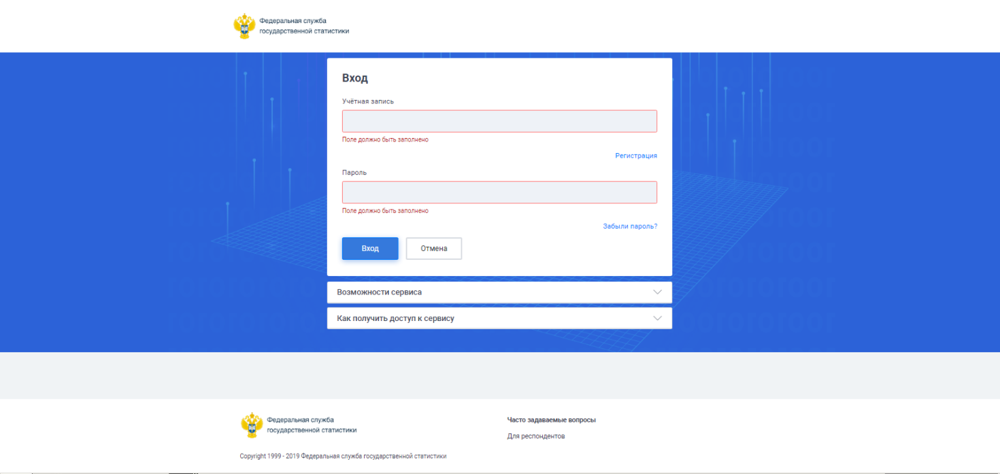 Федеральная служба
государственной статистики
Вход
Учётная запись
Поле должно быть заполнено
Регистрация
Пароль
Поле должно быть заполнено
Забыли пароль?
Вход
Отмена
Возможности сервиса
Как получить доступ к сервису
Федеральная служба
государственной статистики
Часто задаваемые вопросы
Для респондентов
Copyright 1999 - 2019 Федеральная служба государственной статистики